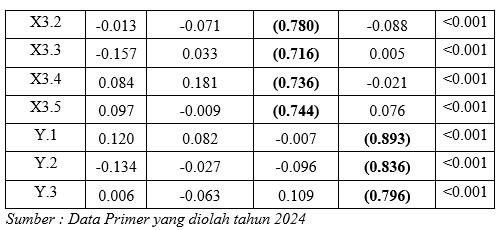 X3.2 -0.013 -0.071 (0.780) -0.088 <0.001
X3.3 -0.157 0.033 (0.716) 0.005 <0.001
X3.4 0.084 0.181 (0.736) -0.021 <0.001
X3.5 0.097 -0.009 (0.744) 0.076 <0.001
Y.1 0.120 0.082 -0.007 (0.893) <0.001
Y.2 -0.134 -0.027 -0.096 (0.836) <0.001
Y.3 0.006 -0.063 0.109 (0.796) <0.001
Sumber : Data Primer yang diolah tahun 2024